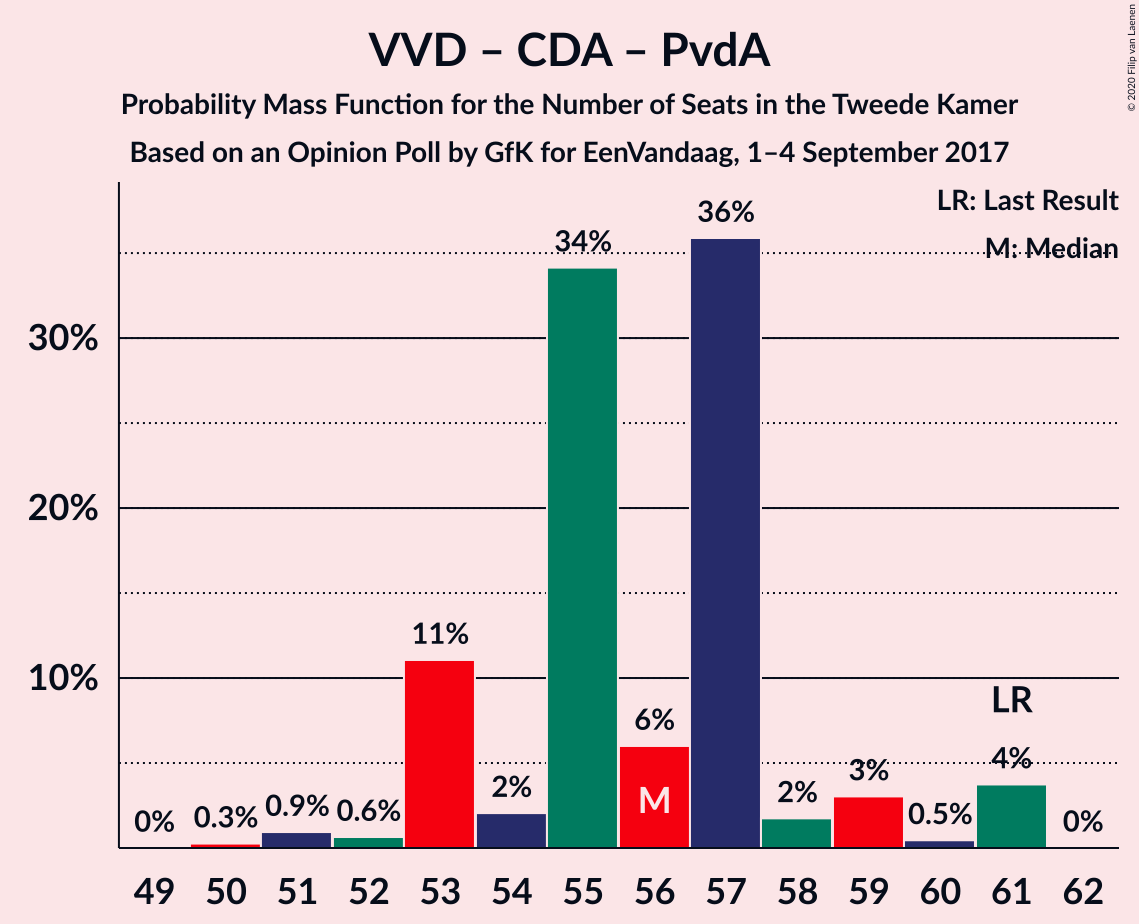 VVD – CDA – PvdA
Probability Mass Function for the Number of Seats in the Tweede Kamer
Based on an Opinion Poll by GfK for EenVandaag, 1–4 September 2017
© 2020 Filip van Laenen
LR: Last Result
M: Median
30%
20%
10%
0%
0.3%
0.9%
0.6%
11%
2%
34%
6%
36%
2%
3%
0.5%
4%
0%
LR
M
49 50 51 52 53 54 55 56 57 58 59 60 61 62